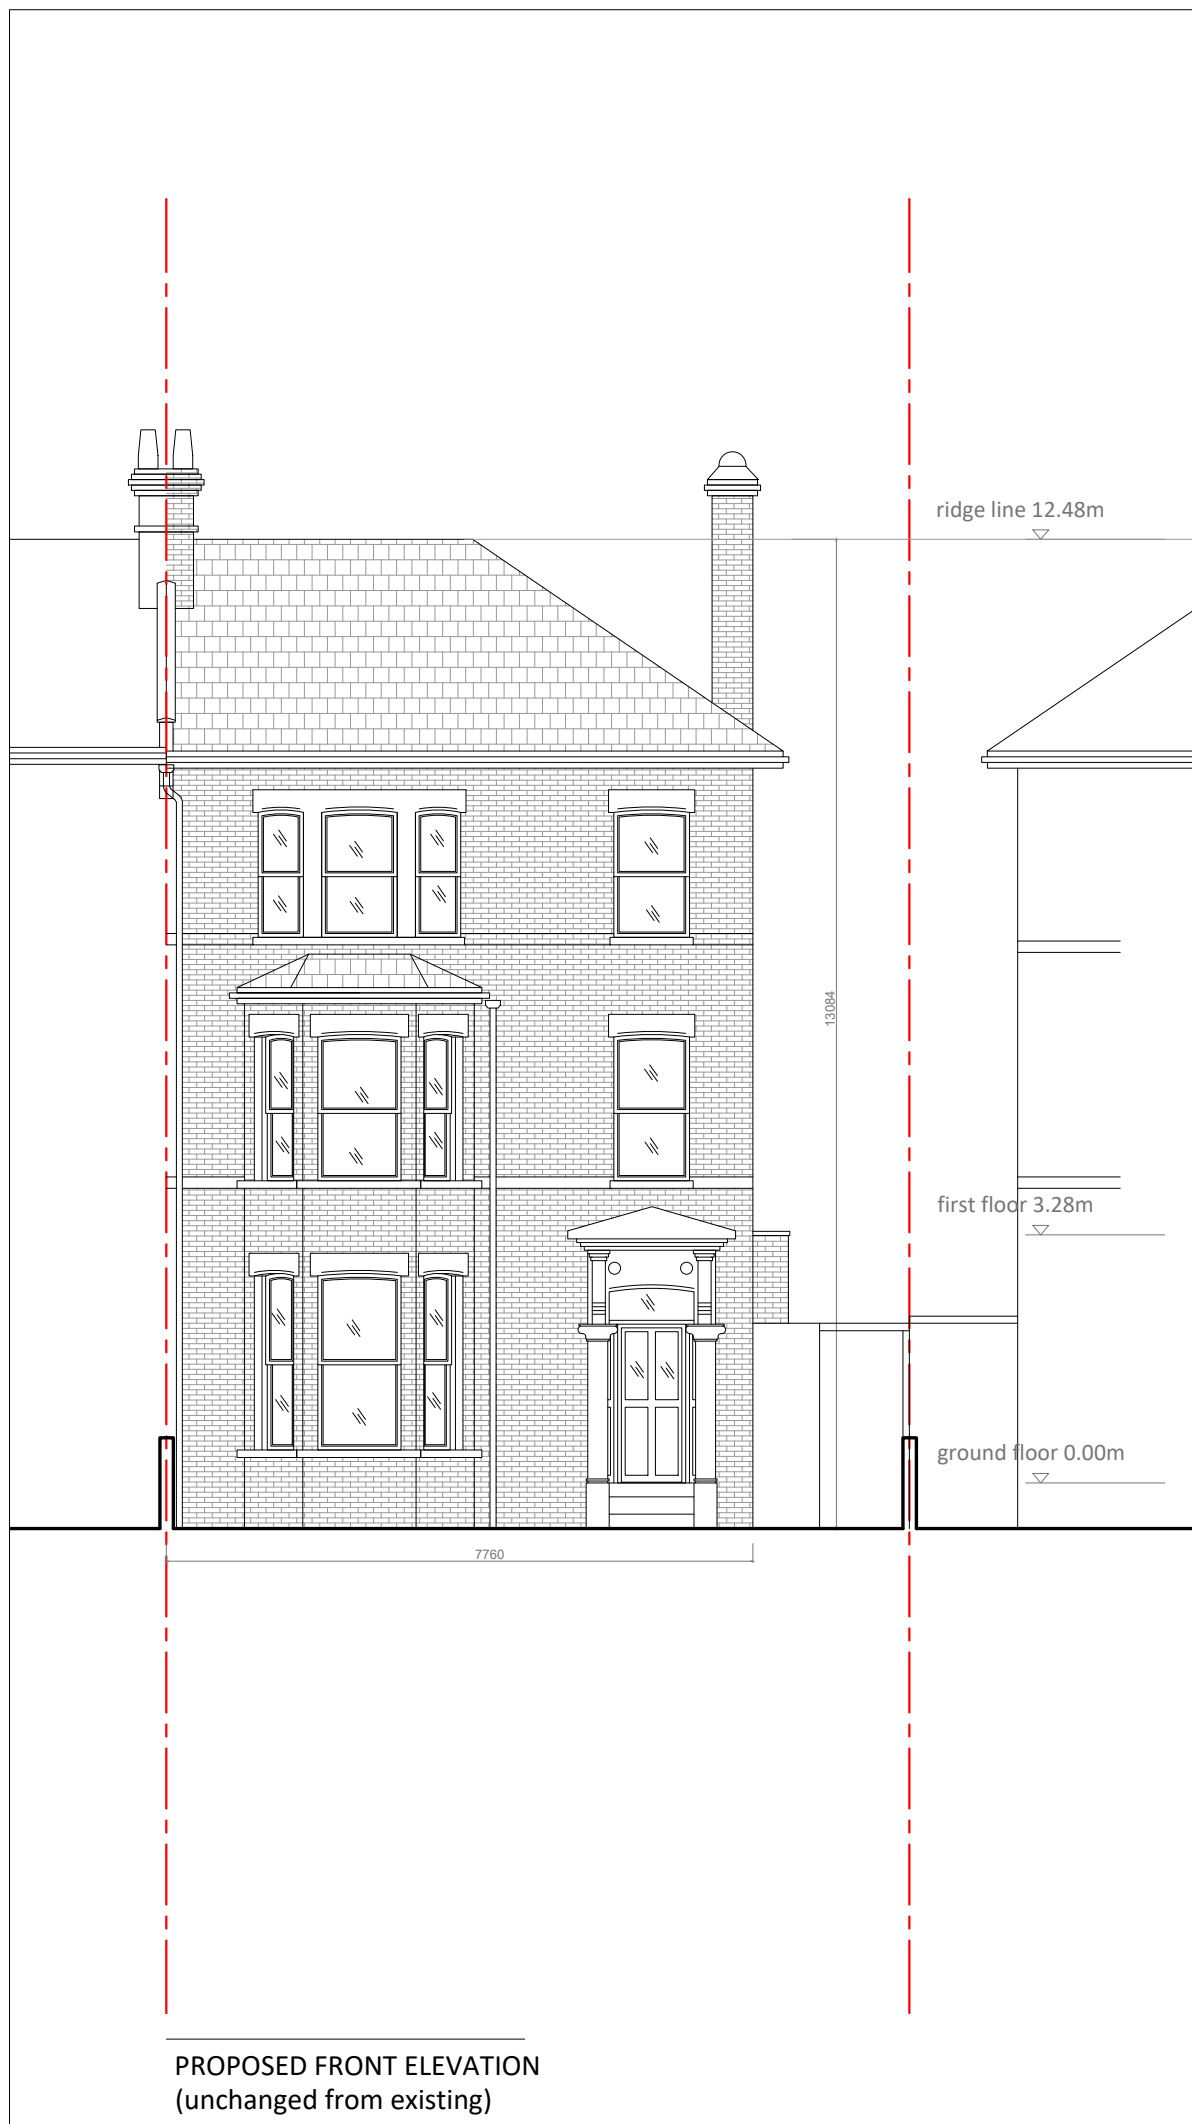 ridge line 12.48m
13084
first floor 3.28m
ground floor 0.00m
7760
PROPOSED FRONT ELEVATION
(unchanged from existing)